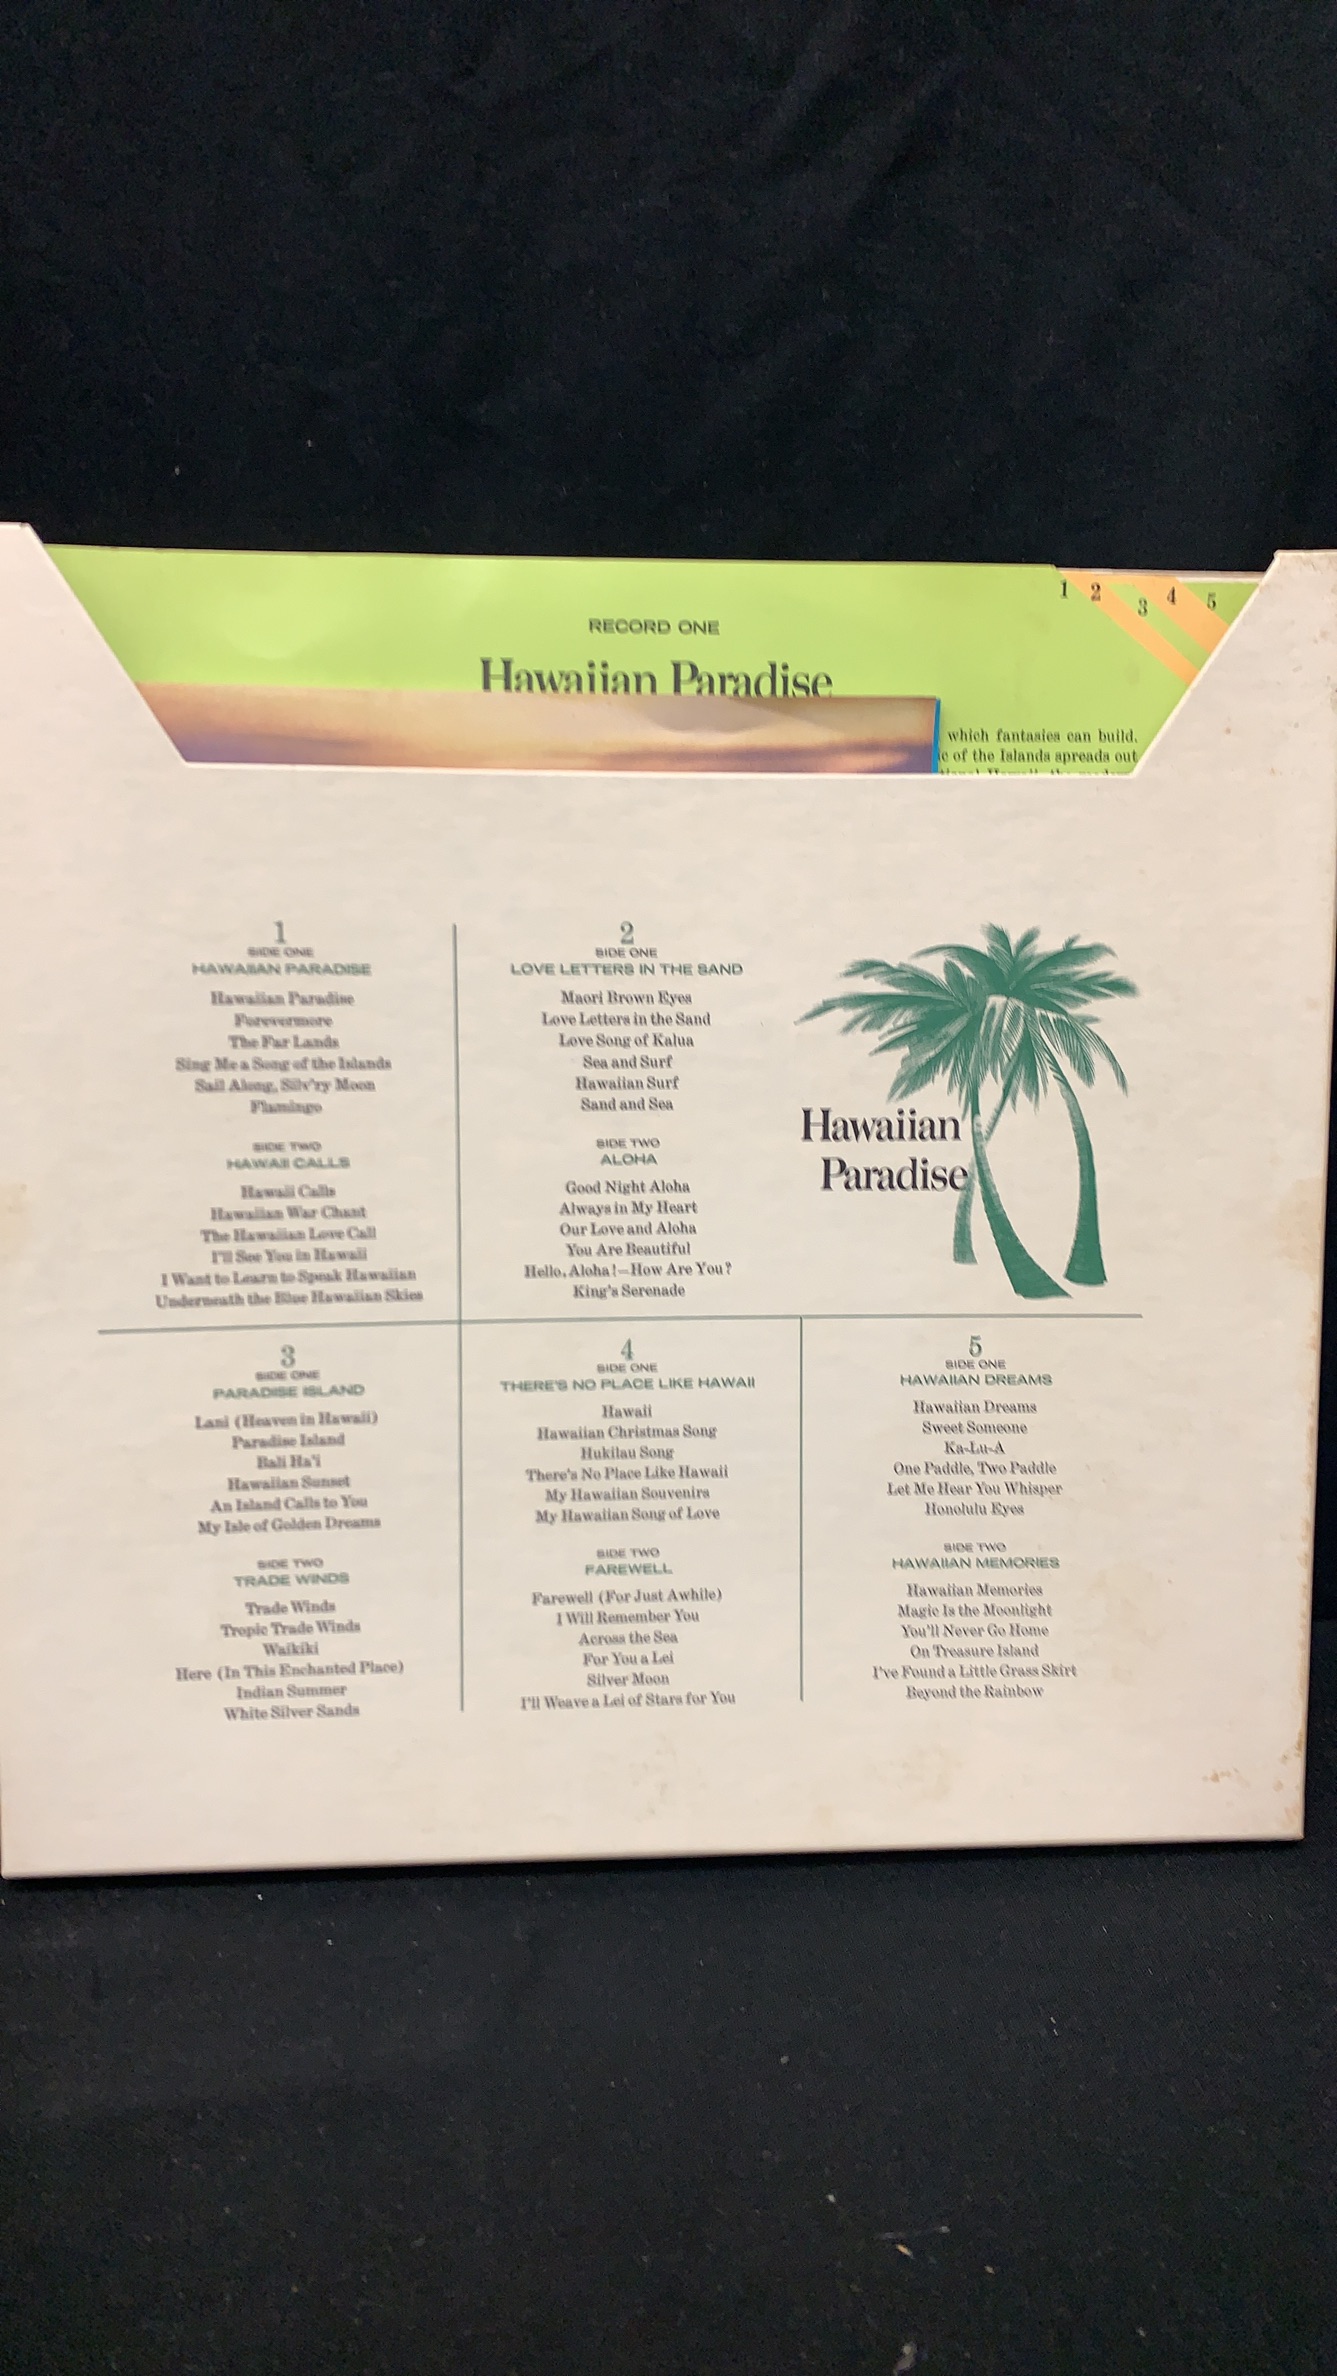 RECORD ONE
Hawaiian Paradise
1 2 3 4 5
which fantasies can build.
of the Islands spreads out
1
SIDE ONE
HAWAIIAN PARADISE
Hawaiian Paradise
Forevermore
The Far Lands
Sing Me a Song of the Islands
Sail Along, Silv'ry Moon
Flamingo
SIDE TWO
HAWAII CALLS
Hawaii Calls
Hawaiian War Chant
The Hawaiian Love Call
I'll See You in Hawaii
I Want to Learn to Speak Hawaiian
Underneath the Blue Hawaiian Skies
2
SIDE ONE
LOVE LETTERS IN THE SAND
Maori Brown Eyes
Love Letters in the Sand
Love Song of Kalua
Sea and Surf
Hawaiian Surf
Sand and Sea
SIDE TWO
ALOHA
Good Night Aloha
Always in My Heart
Our Love and Aloha
You Are Beautiful
Hello, Aloha!—How Are You?
King's Serenade
Hawaiian
Paradise
3
SIDE ONE
PARADISE ISLAND
Lani (Heaven in Hawaii)
Paradise Island
Bali Ha'i
Hawaiian Sunset
An Island Calls to You
My Isle of Golden Dreams
SIDE TWO
TRADE WINDS
Trade Winds
Tropic Trade Winds
Waikiki
Here (In This Enchanted Place)
Indian Summer
White Silver Sands
4
SIDE ONE
THERE'S NO PLACE LIKE HAWAII
Hawaii
Hawaiian Christmas Song
Hukilau Song
There's No Place Like Hawaii
My Hawaiian Souvenirs
My Hawaiian Song of Love
SIDE TWO
FAREWELL
Farewell (For Just Awhile)
I Will Remember You
Across the Sea
For You a Lei
Silver Moon
I'll Weave a Lei of Stars for You
5
SIDE ONE
HAWAIIAN DREAMS
Hawaiian Dreams
Sweet Someone
Ka-Lu-A
One Paddle, Two Paddle
Let Me Hear You Whisper
Honolulu Eyes
SIDE TWO
HAWAIIAN MEMORIES
Hawaiian Memories
Magic Is the Moonlight
You'll Never Go Home
On Treasure Island
I've Found a Little Grass Skirt
Beyond the Rainbow